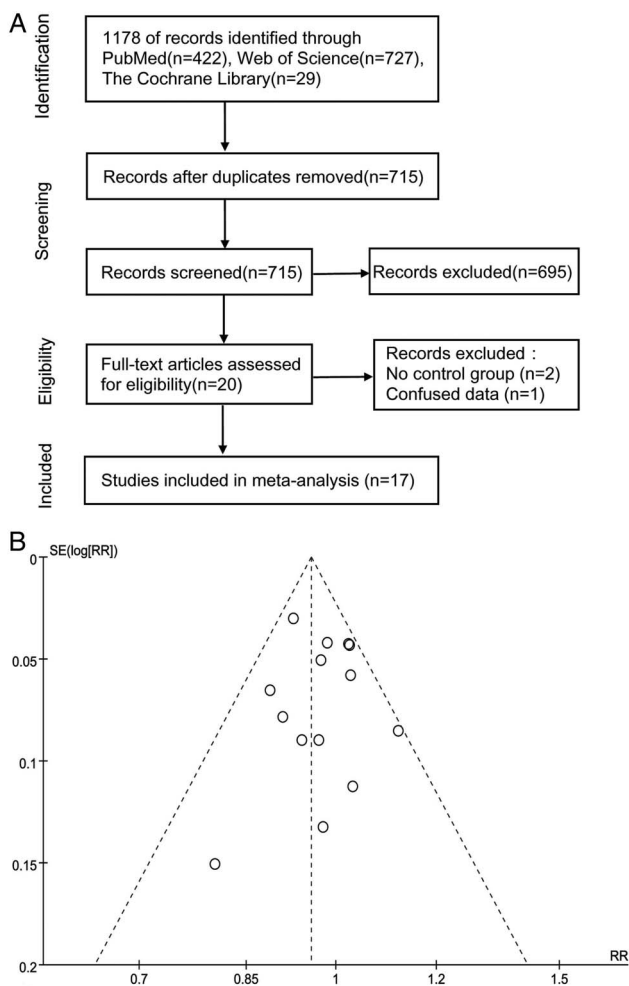 A
Identification
1178 of records identified through
PubMed(n=422), Web of Science(n=727),
The Cochrane Library(n=29)
Screening
Records after duplicates removed(n=715)
Records screened(n=715)
Records excluded(n=695)
Eligibility
Full-text articles assessed
for eligibility(n=20)
Records excluded :
No control group (n=2)
Confused data (n=1)
Included
Studies included in meta-analysis (n=17)
B
SE(log[RR])
0
0.05
0.1
0.15
0.2
0.7
0.85
1
1.2
1.5
RR